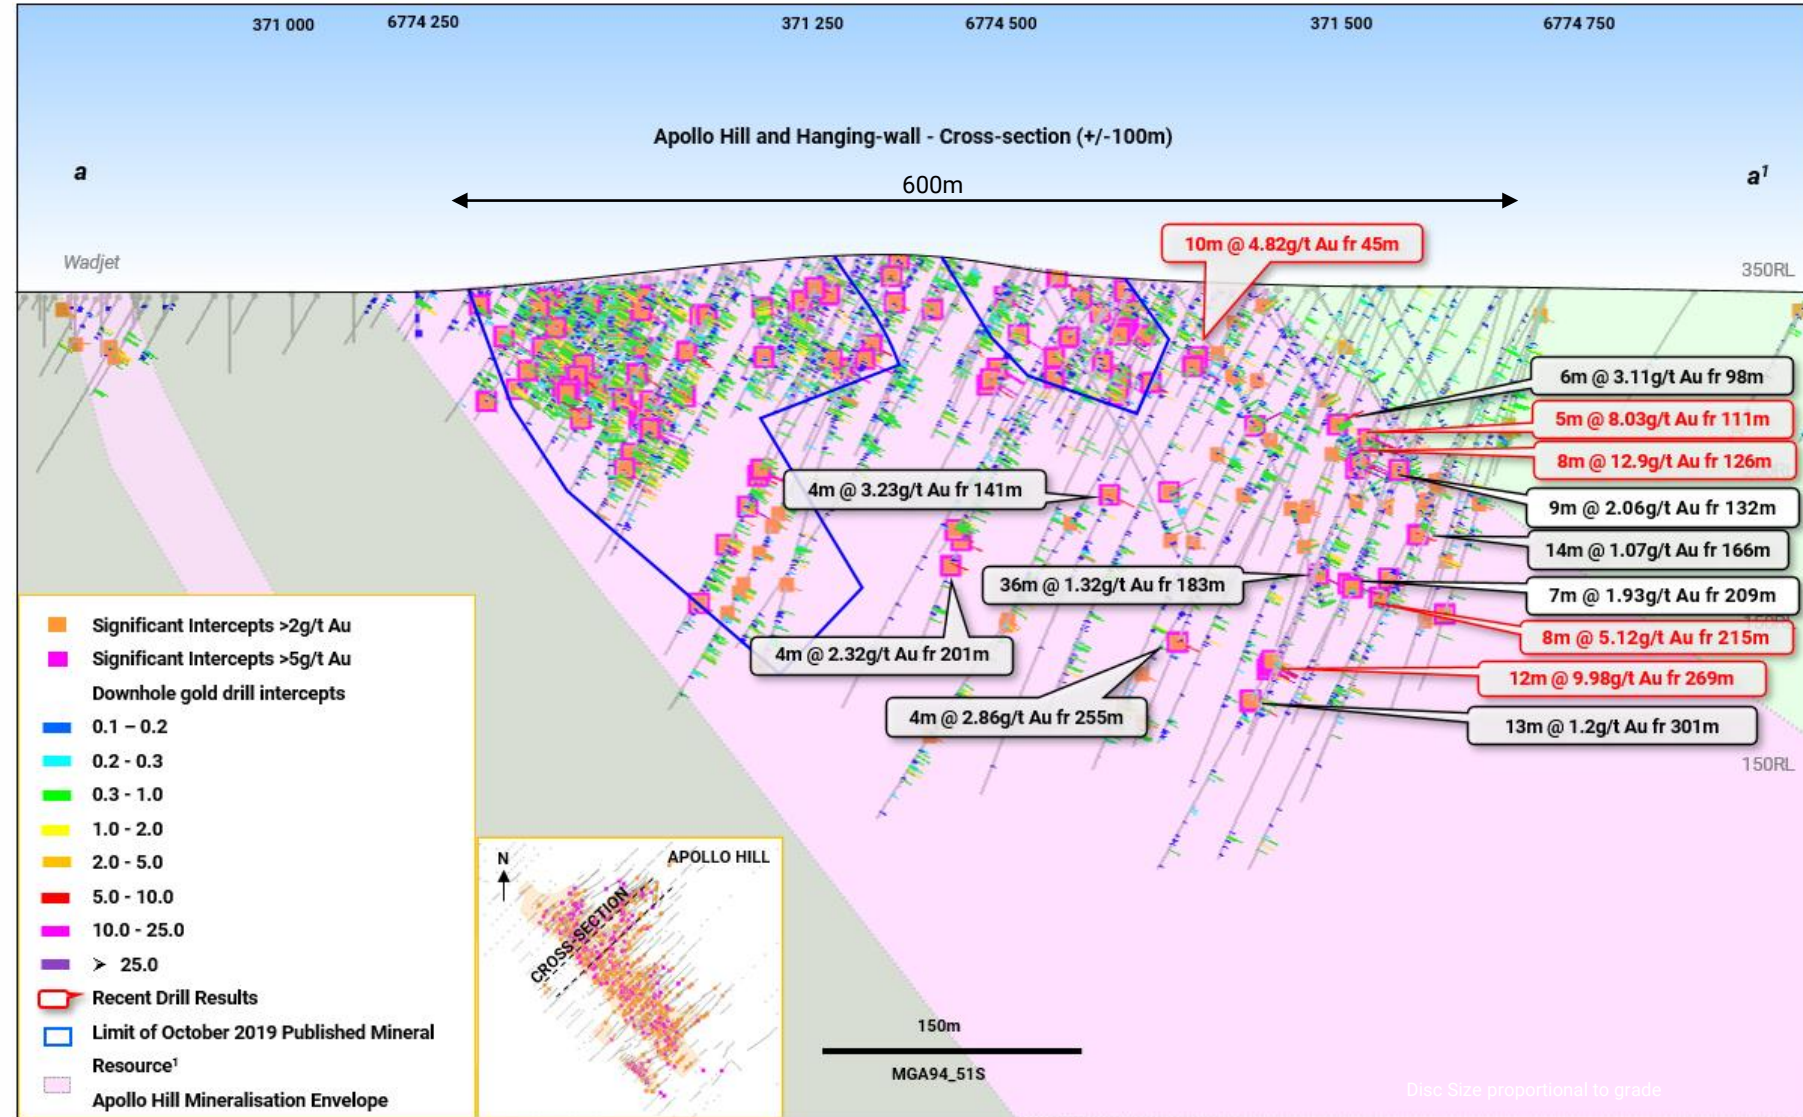 371 000
6774 250
371 250
6774 500
371 500
6774 750
Apollo Hill and Hanging-wall - Cross-section (+/-100m)
a
a¹
600m
Wadjet
10m @ 4.82g/t Au fr 45m
350RL
6m @ 3.11g/t Au fr 98m
5m @ 8.03g/t Au fr 111m
8m @ 12.9g/t Au fr 126m
4m @ 3.23g/t Au fr 141m
9m @ 2.06g/t Au fr 132m
14m @ 1.07g/t Au fr 166m
36m @ 1.32g/t Au fr 183m
7m @ 1.93g/t Au fr 209m
8m @ 5.12g/t Au fr 215m
4m @ 2.32g/t Au fr 201m
12m @ 9.98g/t Au fr 269m
4m @ 2.86g/t Au fr 255m
13m @ 1.2g/t Au fr 301m
150RL
Significant Intercepts >2g/t Au
Significant Intercepts >5g/t Au
Downhole gold drill intercepts
0.1 – 0.2
0.2 - 0.3
0.3 - 1.0
1.0 - 2.0
2.0 - 5.0
5.0 - 10.0
10.0 - 25.0
➢ 25.0
Recent Drill Results
Limit of October 2019 Published Mineral
Resource¹
Apollo Hill Mineralisation Envelope
N
APOLLO HILL
CROSS-SECTION
150m
MGA94_51S
Disc Size proportional to grade